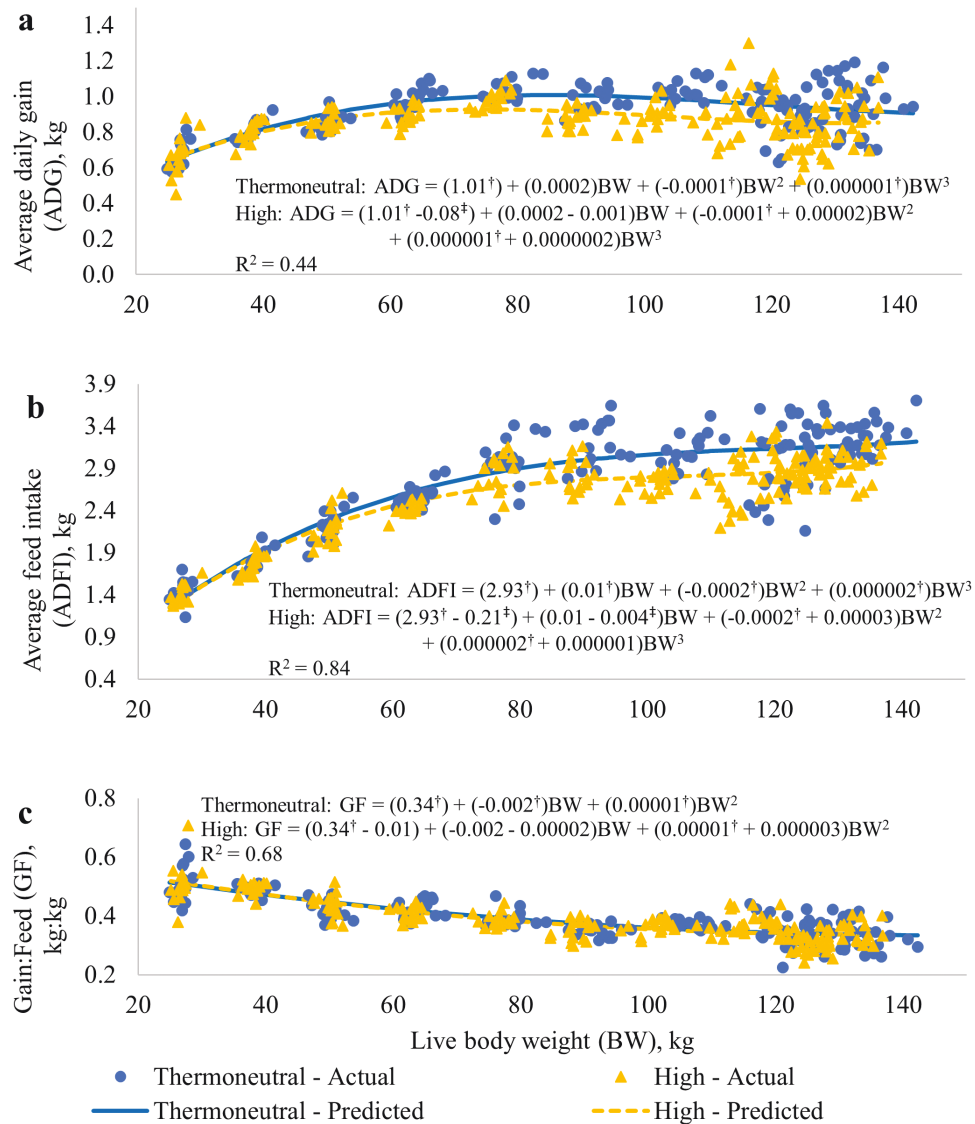 a
Average daily gain
(ADG), kg
1.4
1.2
1.0
0.8
0.6
0.4
0.2
0.0
Thermoneutral: ADG = (1.01†) + (0.0002)BW + (-0.0001†)BW² + (0.000001†)BW³
High: ADG = (1.01† -0.08‡) + (0.0002 - 0.001)BW + (-0.0001† + 0.00002)BW²
+ (0.000001† + 0.0000002)BW³
R² = 0.44
20 40 60 80 100 120 140
b
Average feed intake
(ADFI), kg
3.9
3.4
2.9
2.4
1.9
1.4
0.9
0.4
Thermoneutral: ADFI = (2.93†) + (0.01†)BW + (-0.0002†)BW² + (0.000002†)BW³
High: ADFI = (2.93† - 0.21‡) + (0.01 - 0.004‡)BW + (-0.0002† + 0.00003)BW²
+ (0.000002† + 0.000001)BW³
R² = 0.84
20 40 60 80 100 120 140
c
Gain:Feed (GF),
kg:kg
0.8
0.6
0.4
0.2
Thermoneutral: GF = (0.34†) + (-0.002†)BW + (0.00001†)BW²
High: GF = (0.34† - 0.01) + (-0.002 - 0.00002)BW + (0.00001† + 0.000003)BW²
R² = 0.68
20 40 60 80 100 120 140
Live body weight (BW), kg
Thermoneutral - Actual
High - Actual
Thermoneutral - Predicted
High - Predicted